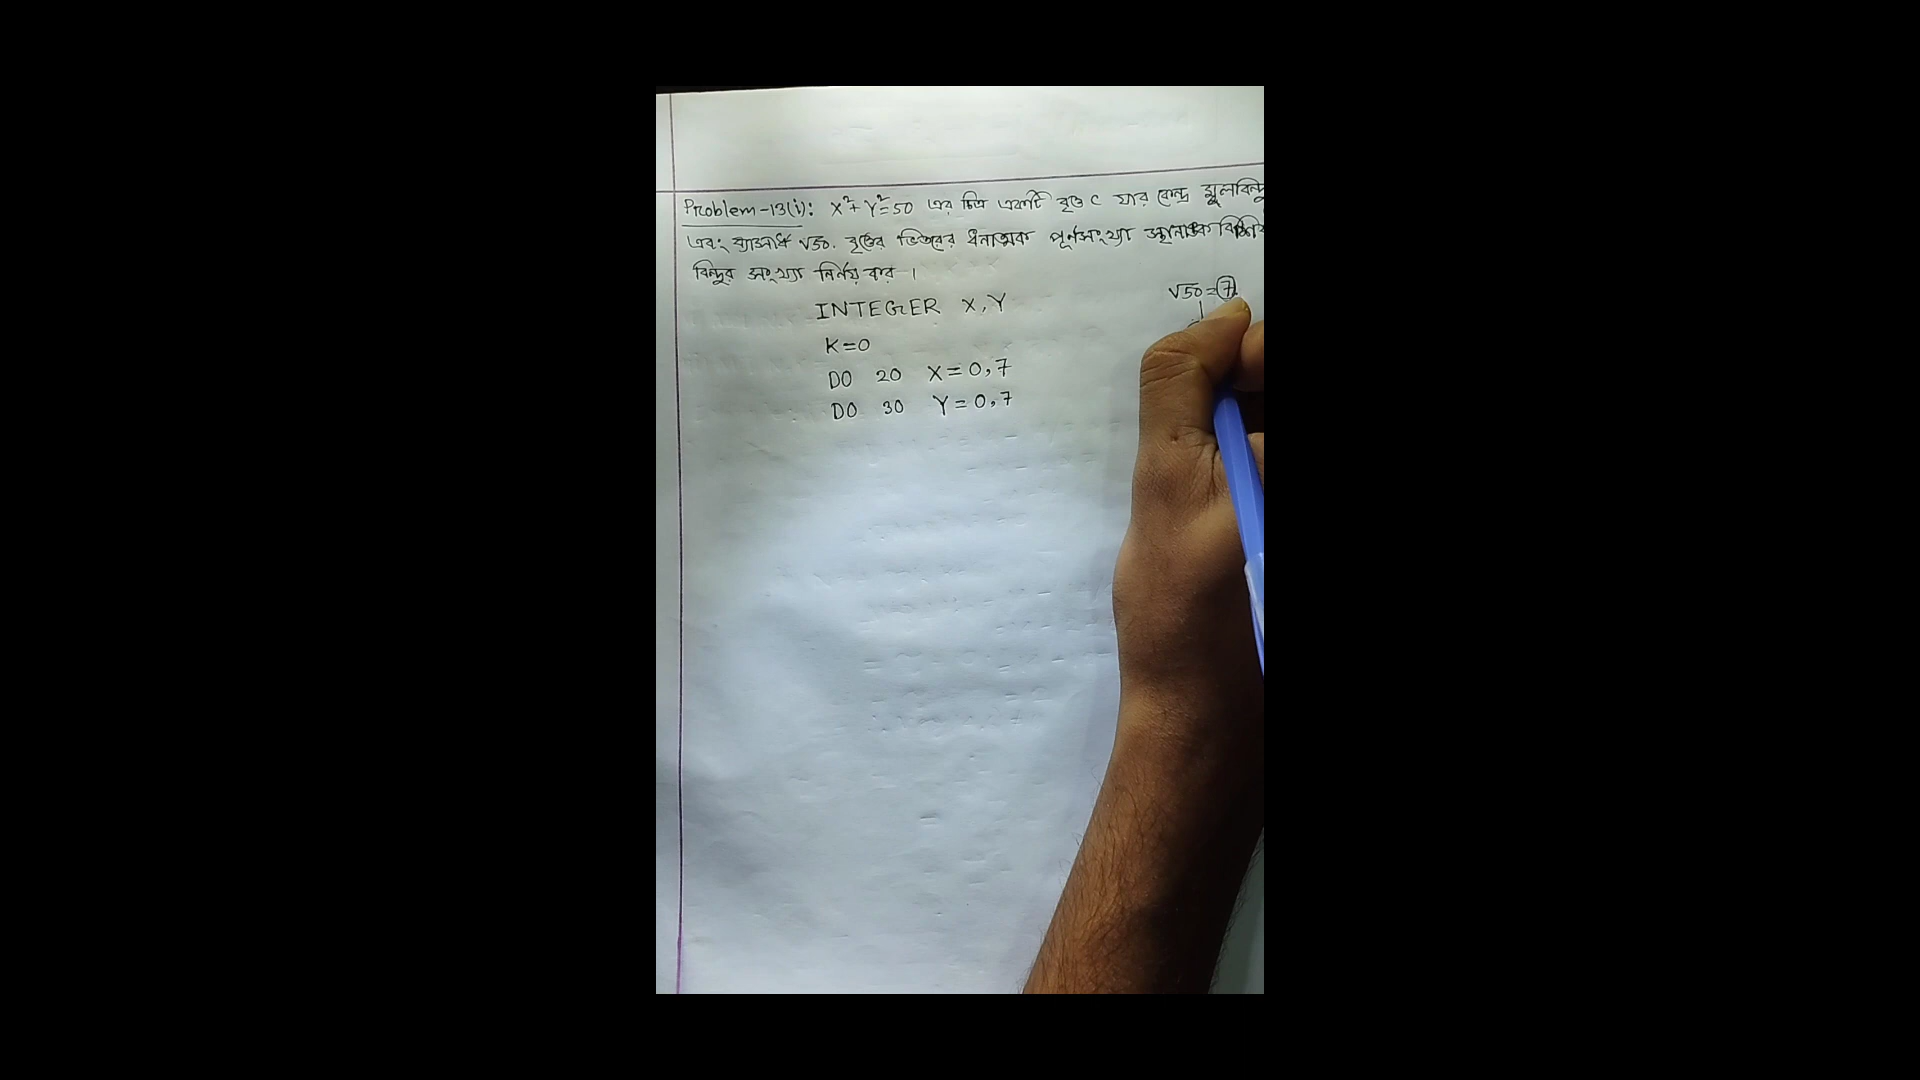 Problem-13(i): X²+Y²=50 এর চিত্র একটি বৃত্ত C যার কেন্দ্র মূলবিন্দু
এবং ব্যাসার্ধ √50. বৃত্তের ভিতরের ধনাত্মক পূর্ণসংখ্যা স্থানাঙ্ক
বিন্দুর সংখ্যা নির্ণয় কর।
√50=7.
INTEGER X,Y
K=0
DO 20 X=0,7
DO 30 Y=0,7